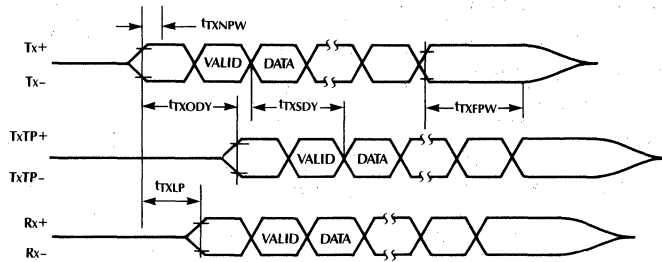 tTXNPW
Tx+
VALID DATA
Tx–
tTXODY tTXSDY tTXFPW
TxTP+
VALID DATA
TxTP–
tTXLP
Rx+
VALID DATA
Rx–